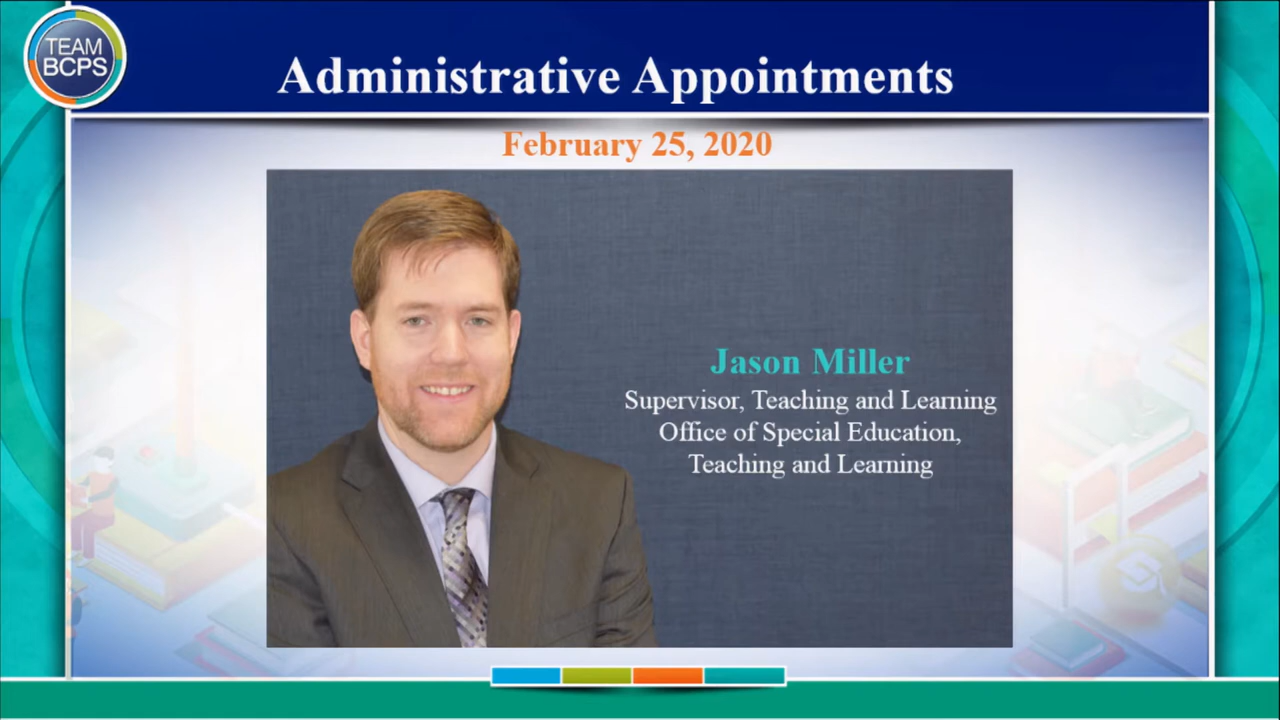 TEAM
BCPS
Administrative Appointments
February 25, 2020
Jason Miller
Supervisor, Teaching and Learning
Office of Special Education,
Teaching and Learning